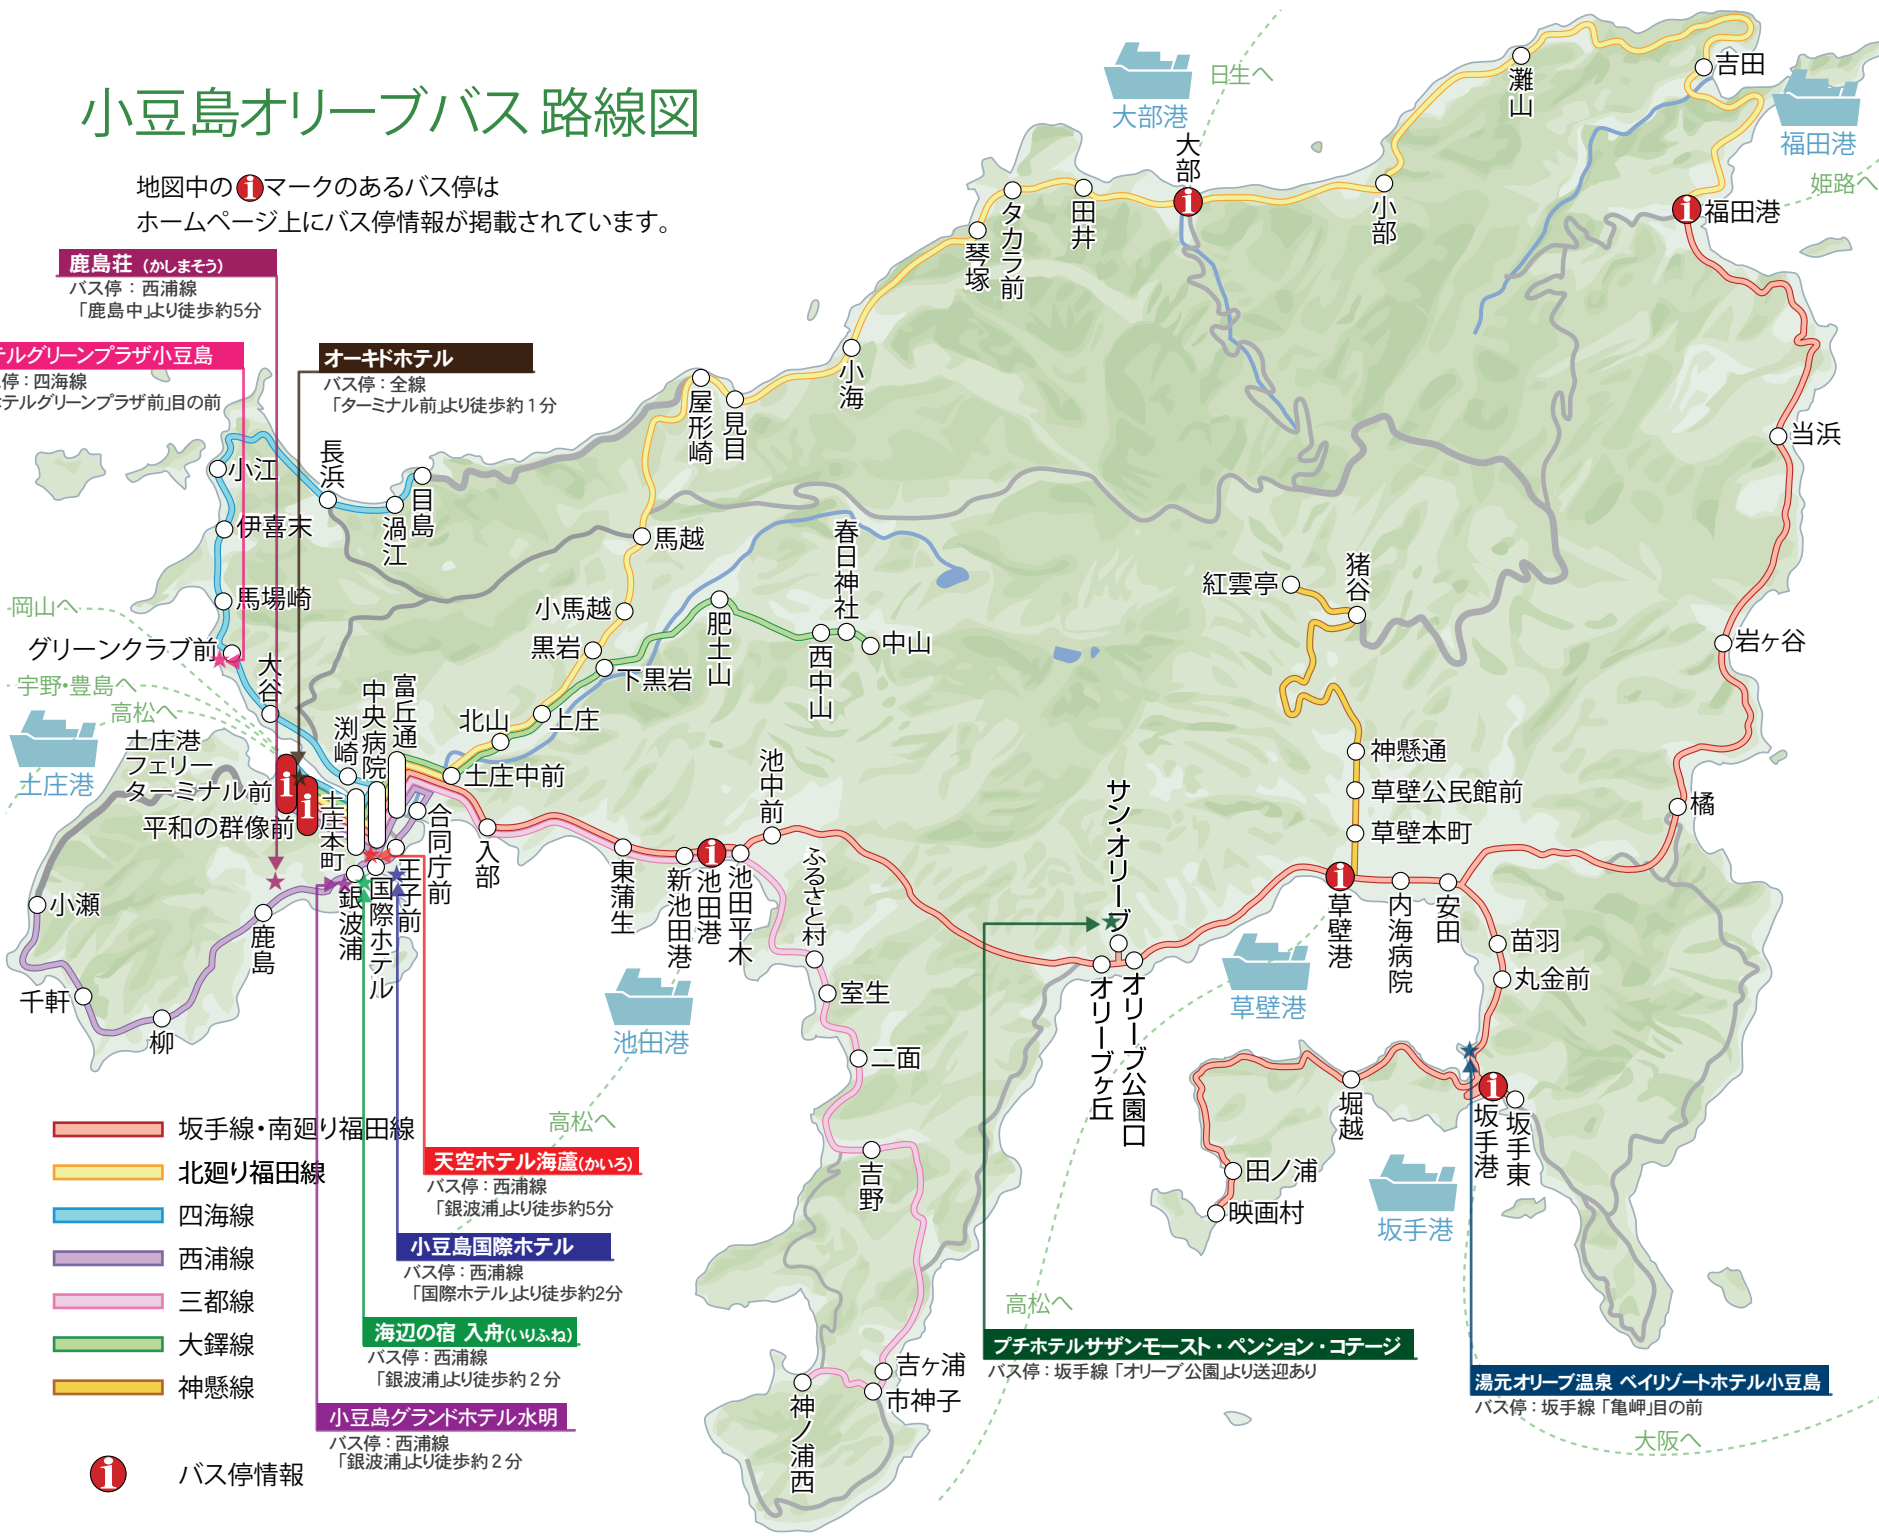 小豆島オリーブバス 路線図
地図中のiマークのあるバス停は
ホームページ上にバス停情報が掲載されています。
鹿島荘 (かしまそう)
バス停：西浦線
「鹿島中」より徒歩約5分
テルグリーンプラザ小豆島
停：四海線
テルグリーンプラザ前」目の前
オーキドホテル
バス停：全線
「ターミナル前」より徒歩約1分
大部港
日生へ
大部
灘山
吉田
福田港
姫路へ
福田港
タカラ前
田井
小部
琴塚
小海
屋形崎
見目
当浜
小江
長浜
目島
渦江
伊喜末
馬越
春日神社
馬場崎
小馬越
肥土山
紅雲亭
猪谷
岡山へ
グリーンクラブ前
黒岩
下黒岩
西中山
中山
岩ヶ谷
大谷
宇野・豊島へ
高松へ
土庄港
土庄港
フェリー
ターミナル前
平和の群像前
渕崎
中央病院
富丘通
北山
上庄
土庄中前
土庄本町
合同庁前
王子前
国際ホテル
銀波浦
入部
池中前
サン・オリーブ
神懸通
草壁公民館前
草壁本町
橘
東蒲生
新池田港
池田港
池田平木
ふるさと村
草壁港
内海病院
安田
小瀬
鹿島
千軒
柳
池田港
室生
二面
オリーブヶ丘
オリーブ公園口
草壁港
苗羽
丸金前
高松へ
吉野
堀越
坂手港
坂手東
田ノ浦
映画村
坂手港
坂手線・南廻り福田線
北廻り福田線
四海線
西浦線
三都線
大鐸線
神懸線
i バス停情報
天空ホテル海廬(かいろ)
バス停：西浦線
「銀波浦」より徒歩約5分
小豆島国際ホテル
バス停：西浦線
「国際ホテル」より徒歩約2分
海辺の宿 入舟(いりふね)
バス停：西浦線
「銀波浦」より徒歩約2分
小豆島グランドホテル水明
バス停：西浦線
「銀波浦」より徒歩約2分
高松へ
プチホテルサザンモースト・ペンション・コテージ
バス停：坂手線「オリーブ公園」より送迎あり
湯元オリーブ温泉 ベイリゾートホテル小豆島
バス停：坂手線「亀岬」目の前
大阪へ
吉ヶ浦
市神子
神ノ浦西